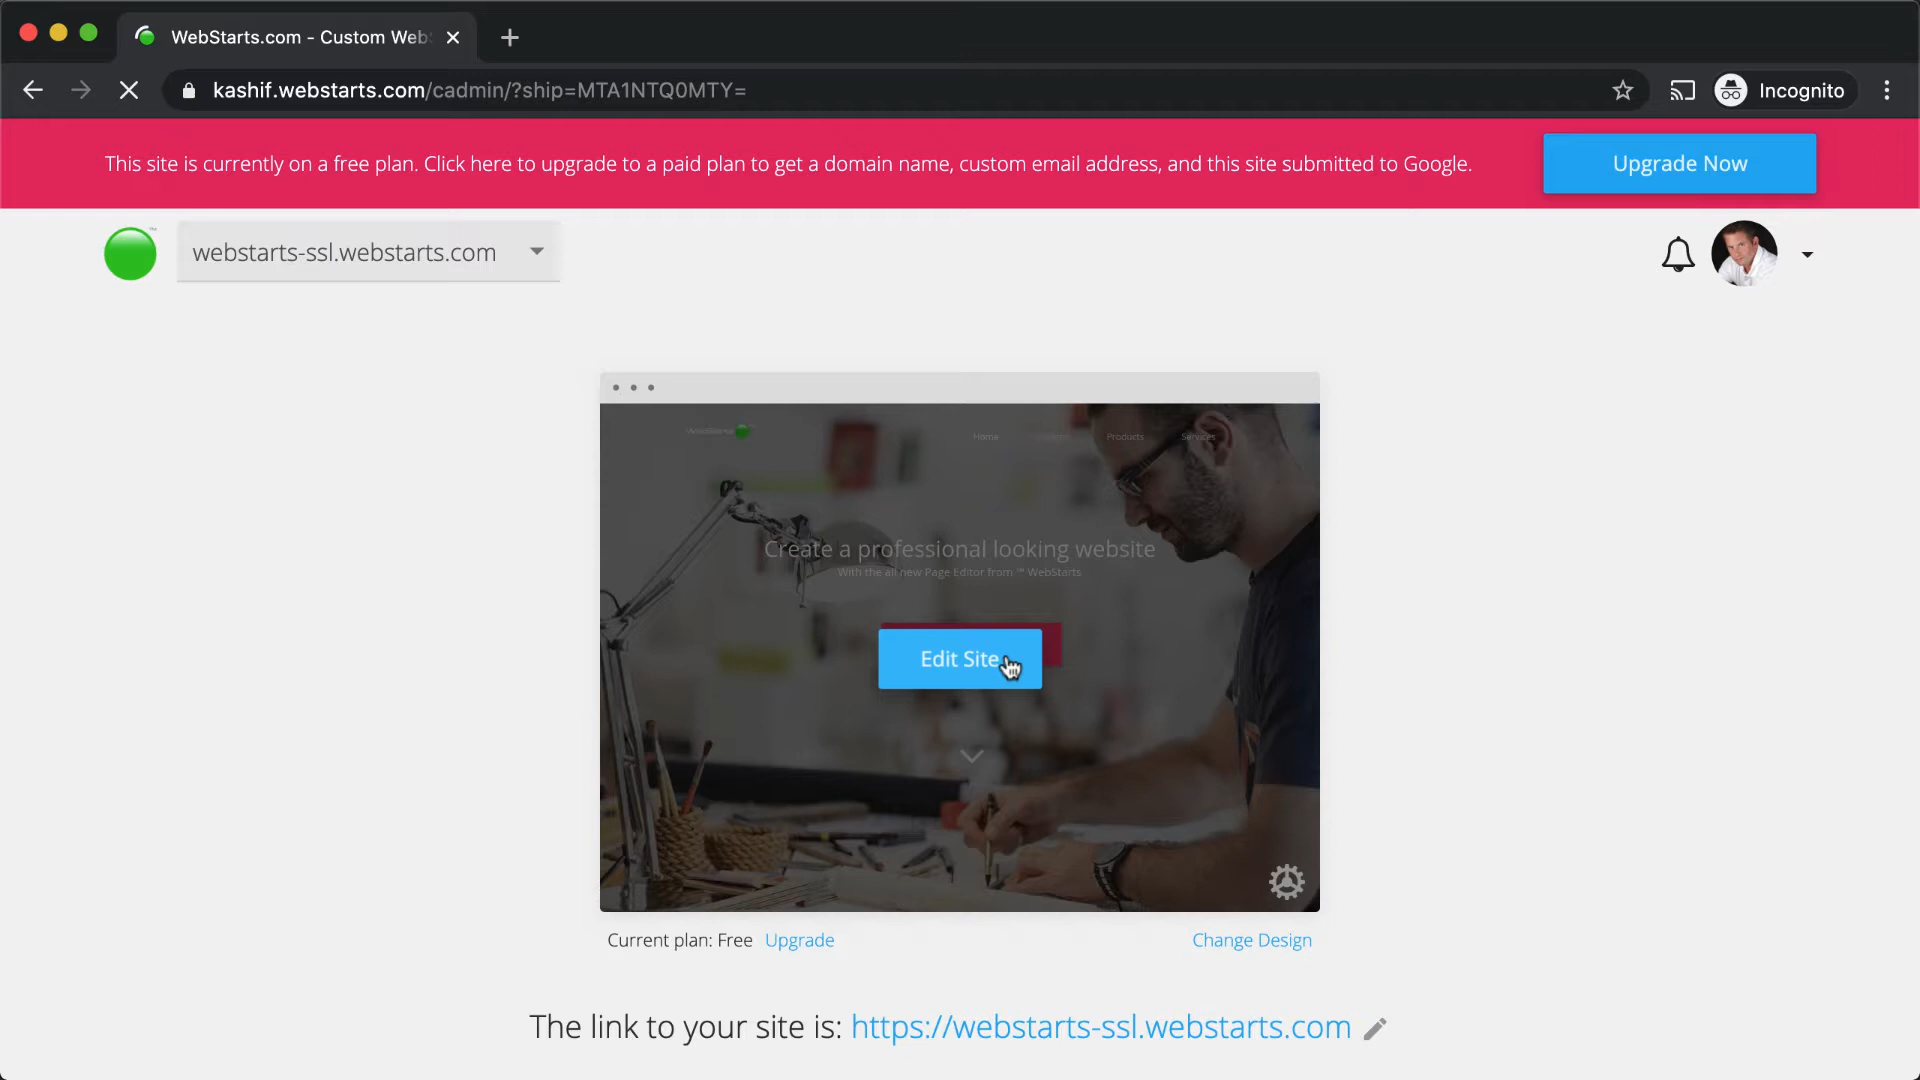 WebStarts.com - Custom Web
kashif.webstarts.com/cadmin/?ship=MTA1NTQ0MTY=
Incognito
This site is currently on a free plan. Click here to upgrade to a paid plan to get a domain name, custom email address, and this site submitted to Google.
Upgrade Now
webstarts-ssl.webstarts.com
Home Products Services
Create a professional looking website
With the all new Page Editor from ™ WebStarts
Edit Site
Current plan: Free Upgrade
Change Design
The link to your site is: https://webstarts-ssl.webstarts.com